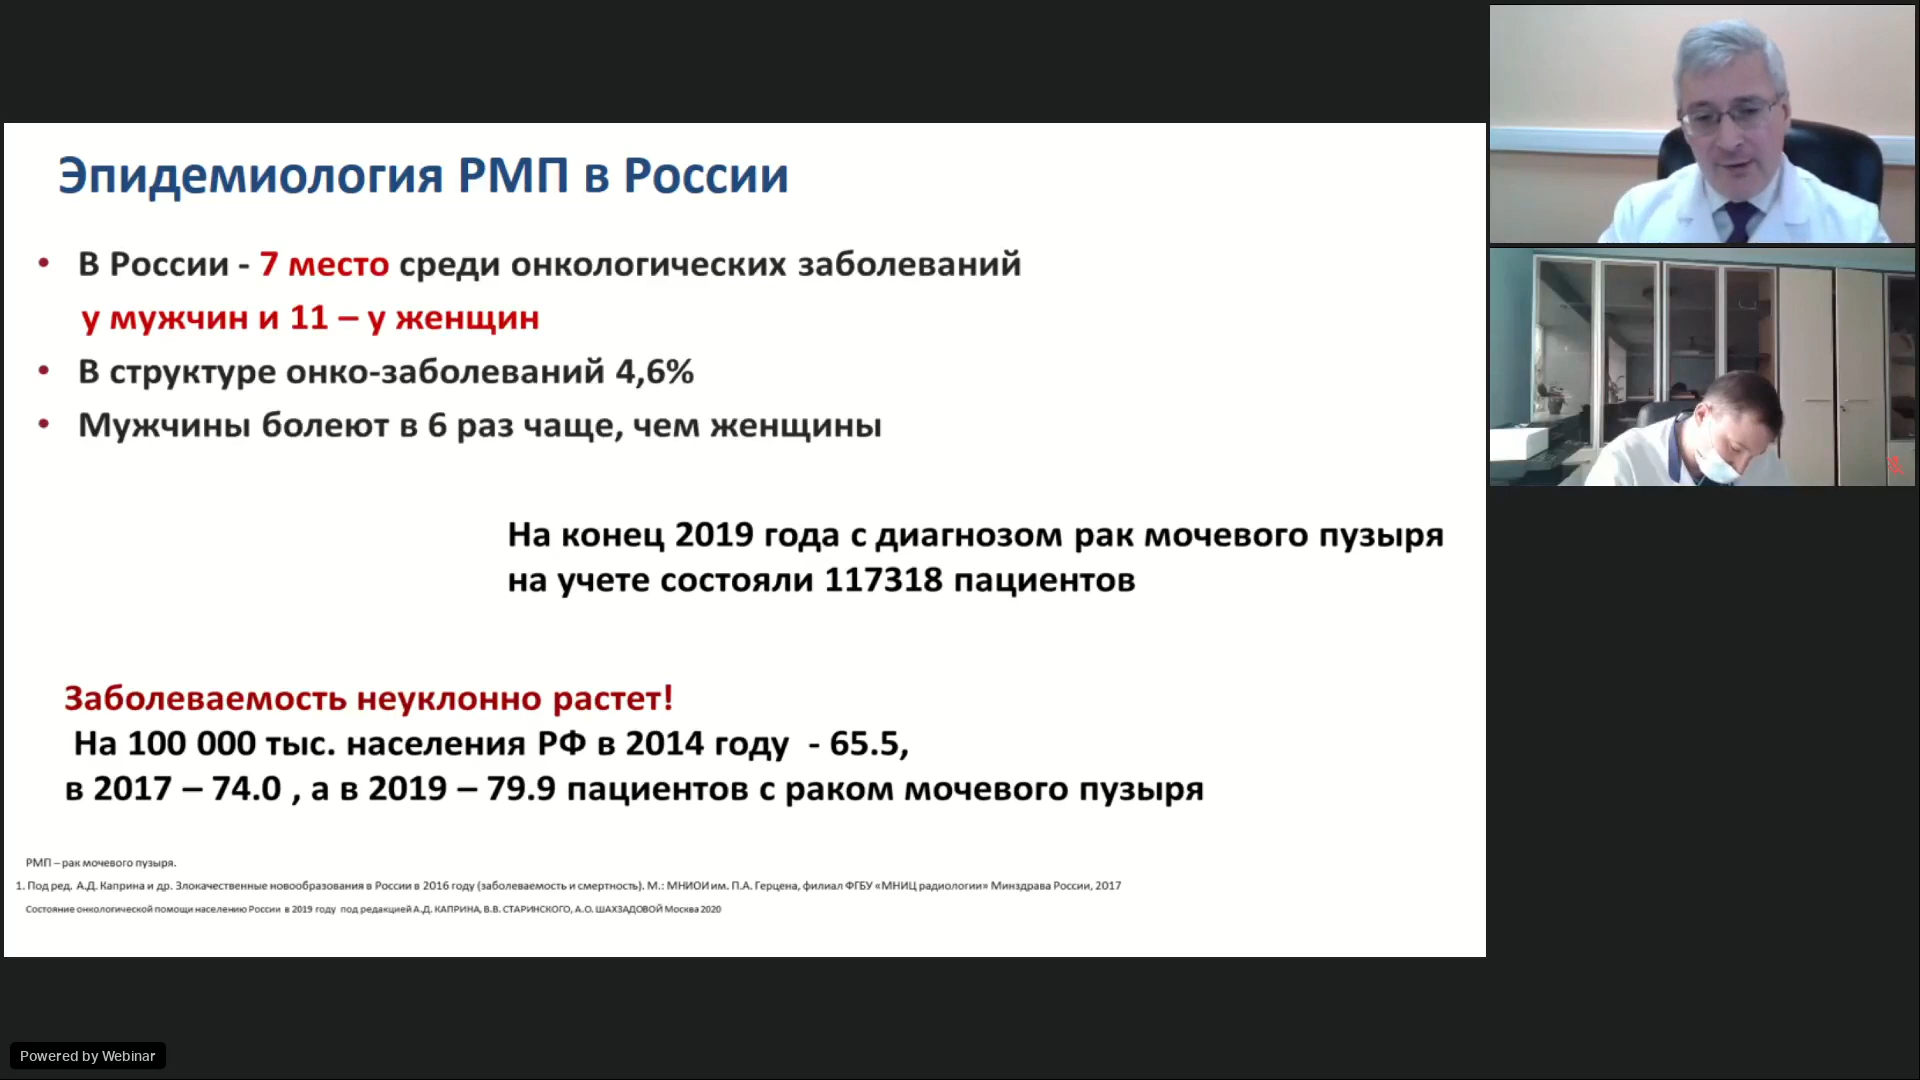 Эпидемиология РМП в России
• В России - 7 место среди онкологических заболеваний
у мужчин и 11 – у женщин
• В структуре онко-заболеваний 4,6%
• Мужчины болеют в 6 раз чаще, чем женщины
На конец 2019 года с диагнозом рак мочевого пузыря
на учете состояли 117318 пациентов
Заболеваемость неуклонно растет!
На 100 000 тыс. населения РФ в 2014 году - 65.5,
в 2017 – 74.0 , а в 2019 – 79.9 пациентов с раком мочевого пузыря
РМП – рак мочевого пузыря.
1. Под ред. А.Д. Каприна и др. Злокачественные новообразования в России в 2016 году (заболеваемость и смертность). М.: МНИОИ им. П.А. Герцена, филиал ФГБУ «МНИЦ радиологии» Минздрава России, 2017
Состояние онкологической помощи населению России в 2019 году под редакцией А.Д. КАПРИНА, В.В. СТАРИНСКОГО, А.О. ШАХЗАДОВОЙ Москва 2020
Powered by Webinar